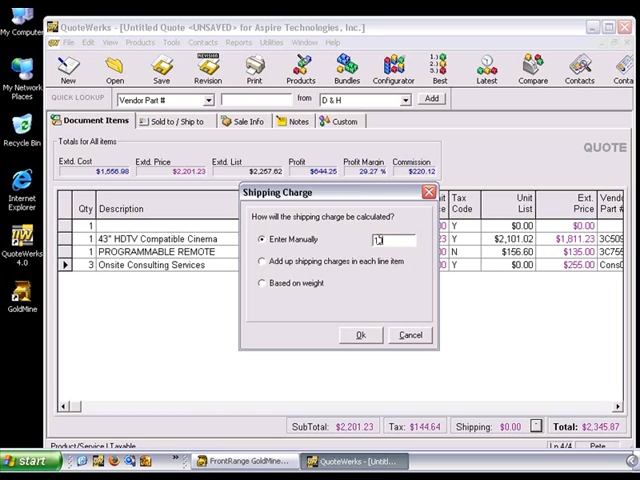 My Computer
My Network Places
Recycle Bin
Internet Explorer
QuoteWerks 4.0
GoldMine
QuoteWerks - [Untitled Quote <UNSAVED> for Aspire Technologies, Inc.]
File Edit View Products Tools Contacts Reports Utilities Window Help
New Open Save Revision Print Products Bundles Configurator Best Latest Compare Contacts Conta
QUICK LOOKUP Vendor Part # from D & H Add
Document Items Sold to / Ship to Sale Info Notes Custom
Totals for All items
QUOTE
Extd. Cost Extd. Price Extd. List Profit Profit Margin Commission
$1,556.98 $2,201.23 $2,257.62 $644.25 29.27 % $220.12
Qty Description Tax Code Unit List Ext. Price Vendo Part #
1 Y $0.00 $0.00
1 43" HDTV Compatible Cinema Y $2,101.02 $1,811.23 3C509
1 PROGRAMMABLE REMOTE N $156.60 $135.00 3C755
3 Onsite Consulting Services Y $0.00 $255.00 Cons0
Shipping Charge
How will the shipping charge be calculated?
Enter Manually
Add up shipping charges in each line item
Based on weight
Ok Cancel
SubTotal: $2,201.23 Tax: $144.64 Shipping: $0.00 Total: $2,345.87
Product/Service | Taxable Ln 4/4 Pete
start FrontRange GoldMine... QuoteWerks - [Untitl...